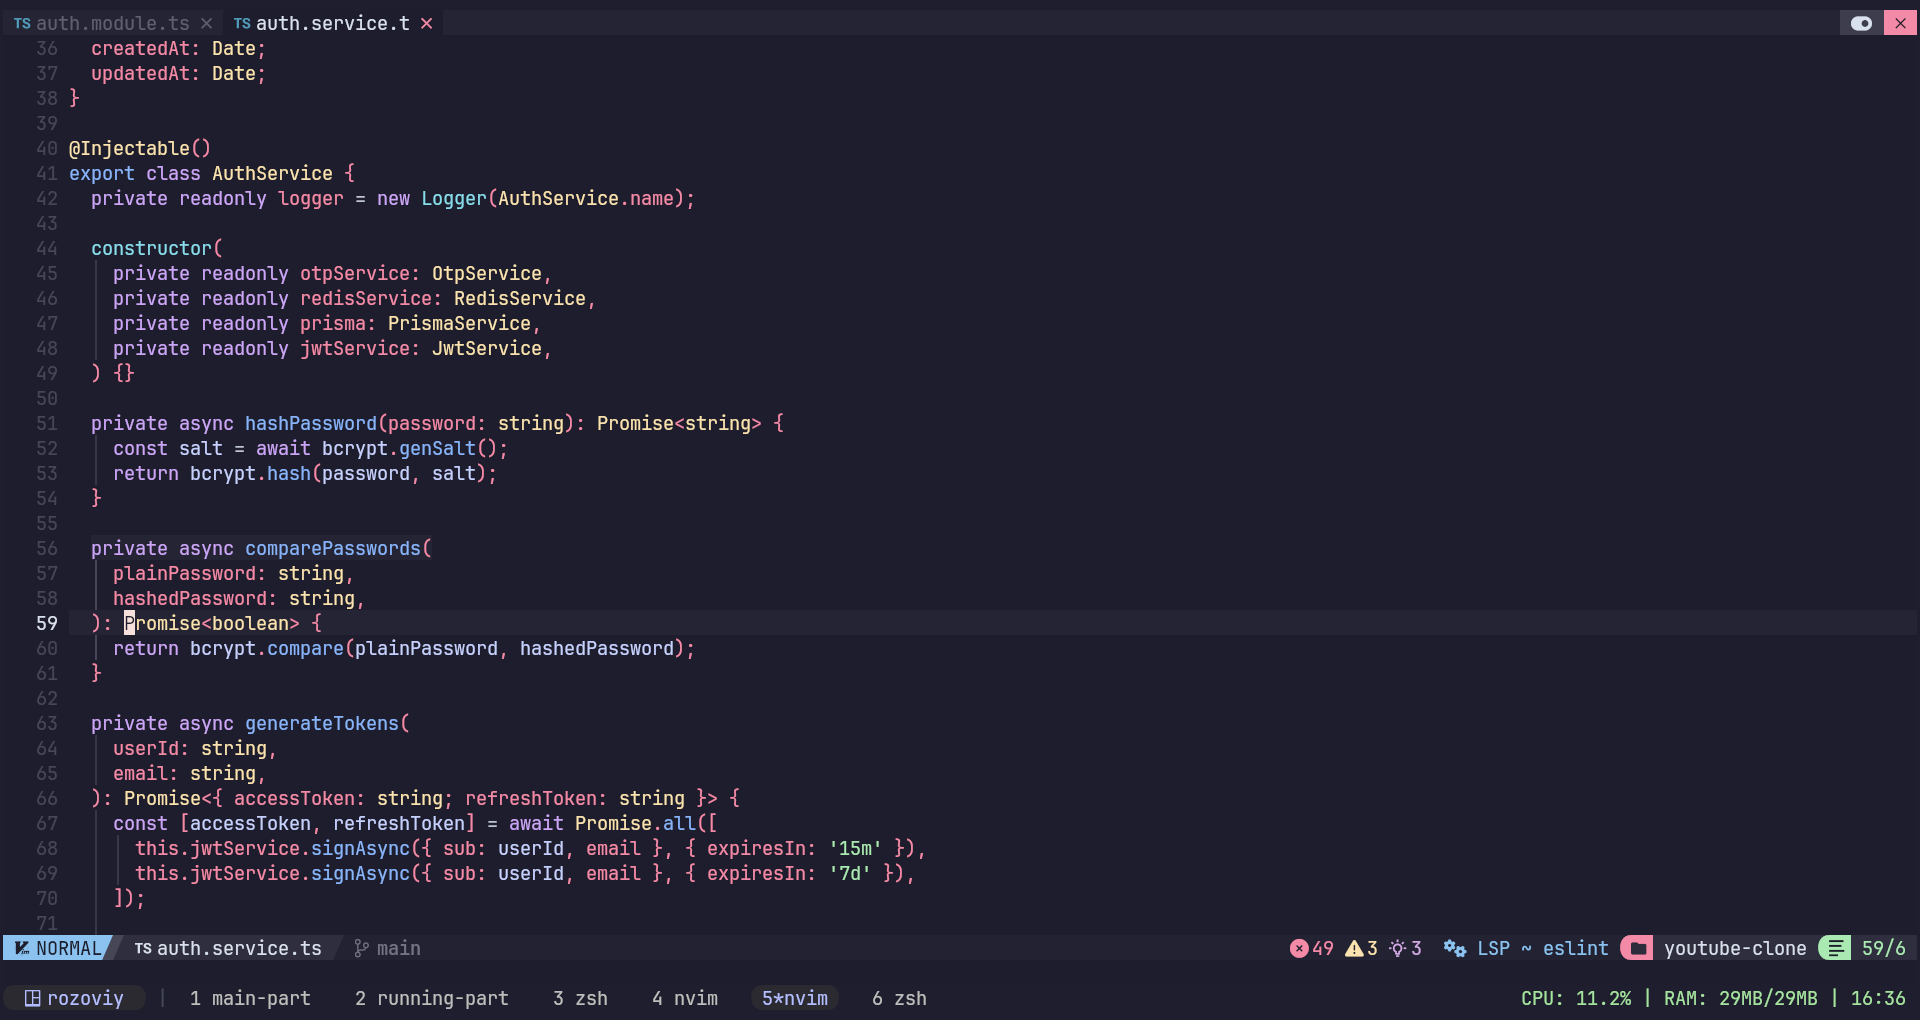 TS auth.module.ts × TS auth.service.t ×
36   createdAt: Date;
37   updatedAt: Date;
38 }
39
40 @Injectable()
41 export class AuthService {
42   private readonly logger = new Logger(AuthService.name);
43
44   constructor(
45     private readonly otpService: OtpService,
46     private readonly redisService: RedisService,
47     private readonly prisma: PrismaService,
48     private readonly jwtService: JwtService,
49   ) {}
50
51   private async hashPassword(password: string): Promise<string> {
52     const salt = await bcrypt.genSalt();
53     return bcrypt.hash(password, salt);
54   }
55
56   private async comparePasswords(
57     plainPassword: string,
58     hashedPassword: string,
59   ): Promise<boolean> {
60     return bcrypt.compare(plainPassword, hashedPassword);
61   }
62
63   private async generateTokens(
64     userId: string,
65     email: string,
66   ): Promise<{ accessToken: string; refreshToken: string }> {
67     const [accessToken, refreshToken] = await Promise.all([
68       this.jwtService.signAsync({ sub: userId, email }, { expiresIn: '15m' }),
69       this.jwtService.signAsync({ sub: userId, email }, { expiresIn: '7d' }),
70     ]);
71
NORMAL TS auth.service.ts main 49 3 3 LSP ~ eslint youtube-clone 59/6
rozoviy | 1 main-part 2 running-part 3 zsh 4 nvim 5*nvim 6 zsh CPU: 11.2% | RAM: 29MB/29MB | 16:36